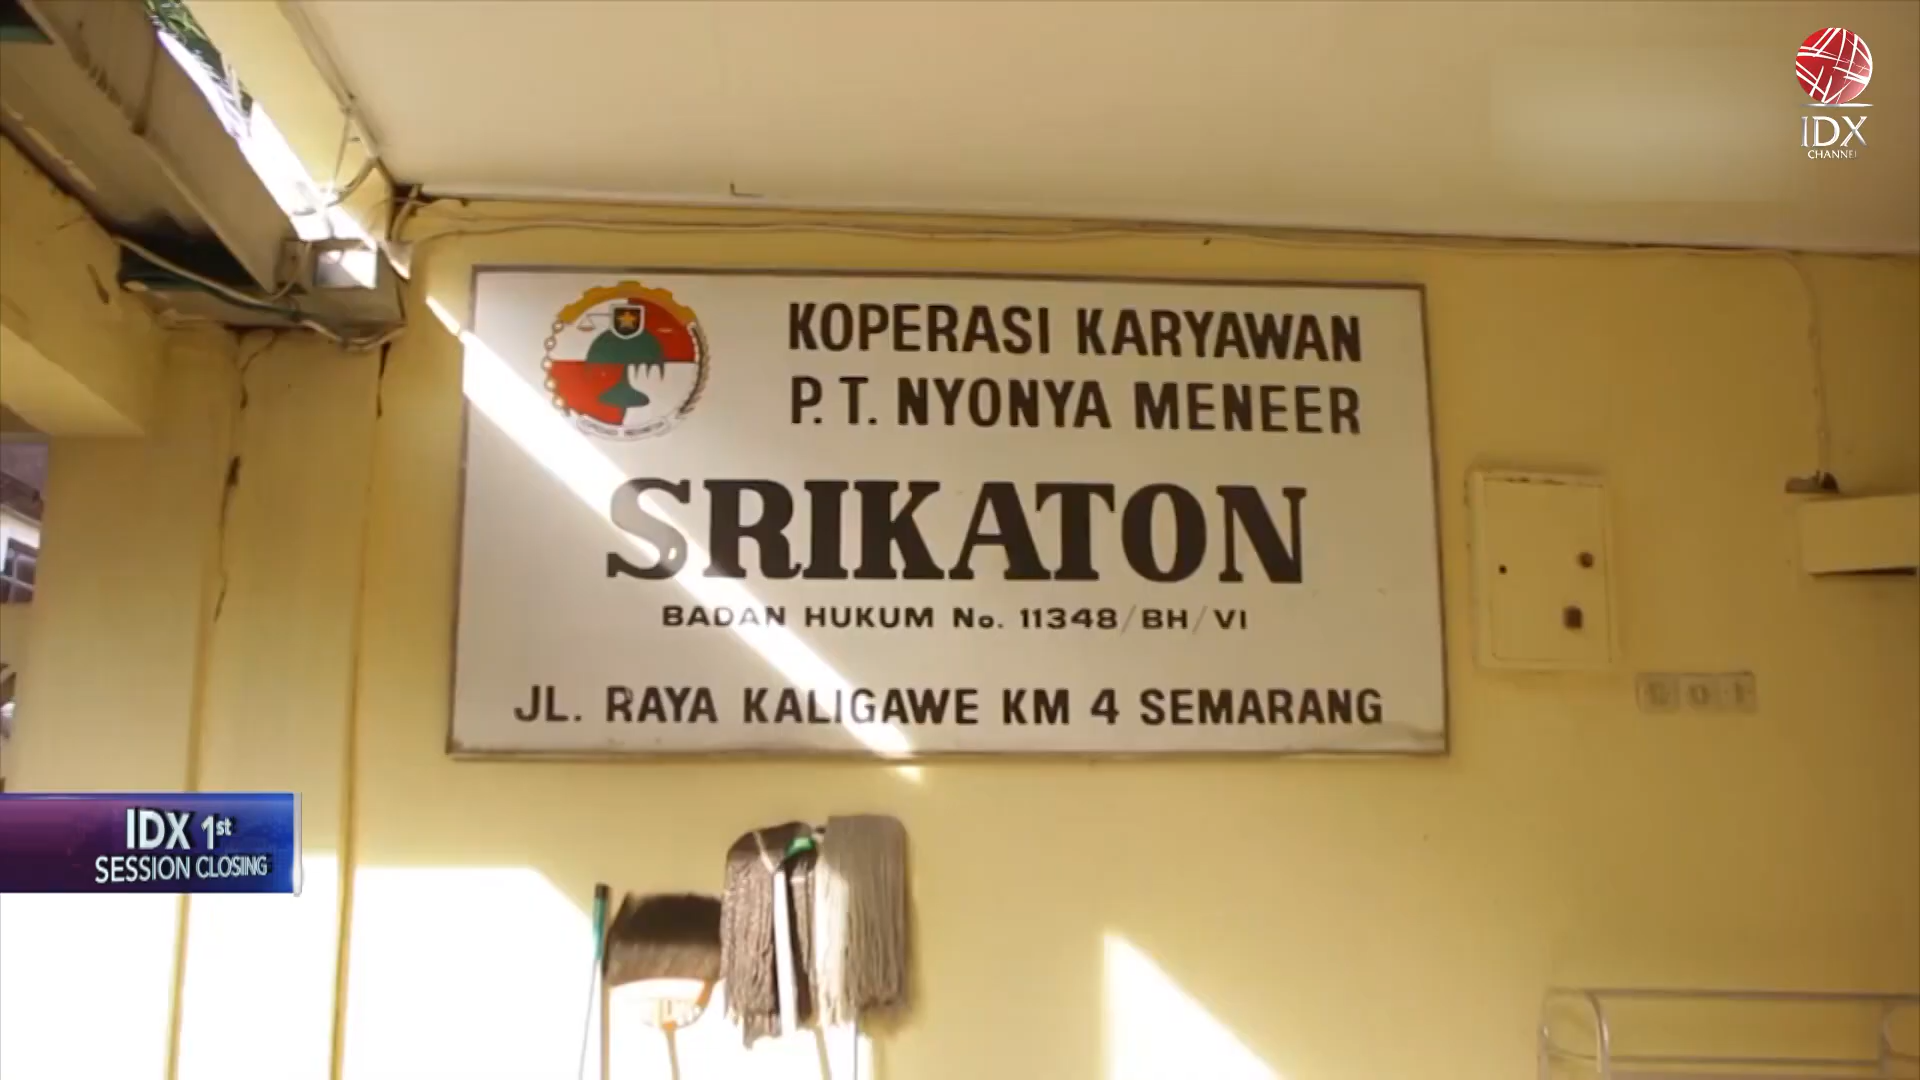 IDX
CHANNEL
KOPERASI KARYAWAN
P.T. NYONYA MENEER
SRIKATON
BADAN HUKUM No. 11348/BH/VI
JL. RAYA KALIGAWE KM 4 SEMARANG
IDX 1st
SESSION CLOSING